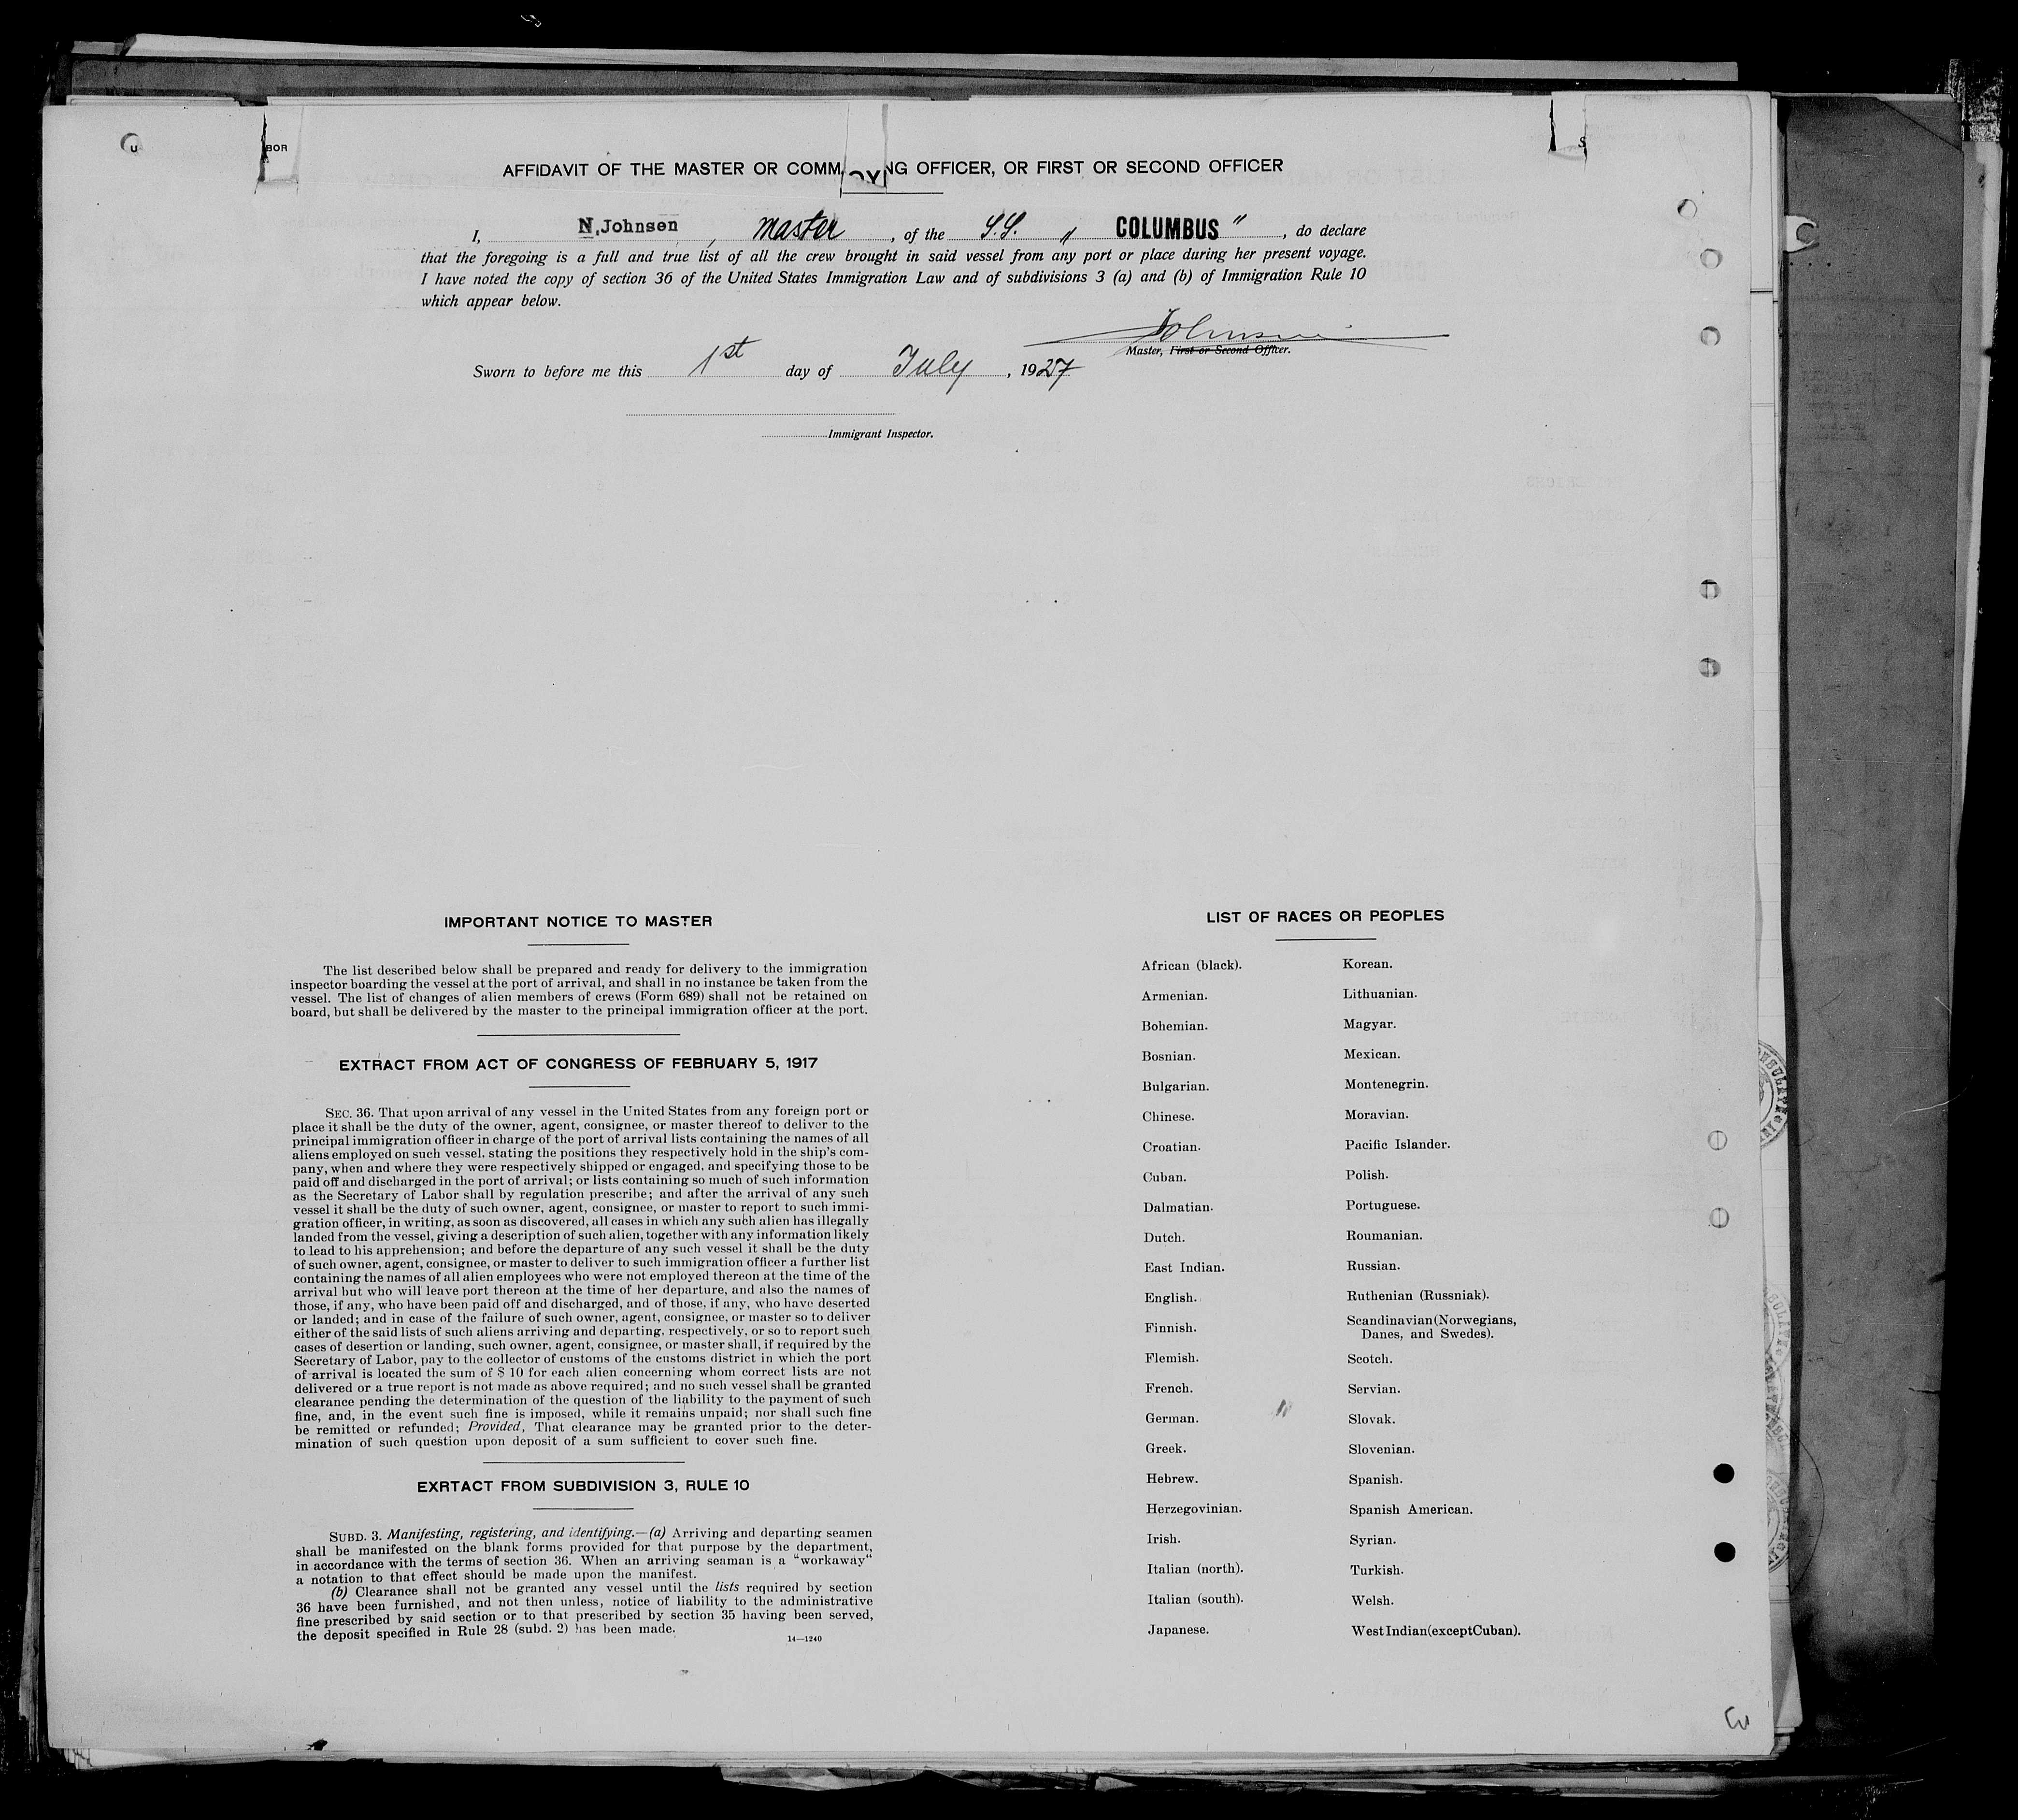 U
BOR
S
AFFIDAVIT OF THE MASTER OR COMM NG OFFICER, OR FIRST OR SECOND OFFICER
I, N. Johnsen, Master, of the S.S. „ COLUMBUS ", do declare
that the foregoing is a full and true list of all the crew brought in said vessel from any port or place during her present voyage.
I have noted the copy of section 36 of the United States Immigration Law and of subdivisions 3 (a) and (b) of Immigration Rule 10
which appear below.
Johnsen
Master, First or Second Officer.
Sworn to before me this 1st day of July, 1927
Immigrant Inspector.
IMPORTANT NOTICE TO MASTER
The list described below shall be prepared and ready for delivery to the immigration
inspector boarding the vessel at the port of arrival, and shall in no instance be taken from the
vessel. The list of changes of alien members of crews (Form 689) shall not be retained on
board, but shall be delivered by the master to the principal immigration officer at the port.
EXTRACT FROM ACT OF CONGRESS OF FEBRUARY 5, 1917
SEC. 36. That upon arrival of any vessel in the United States from any foreign port or
place it shall be the duty of the owner, agent, consignee, or master thereof to deliver to the
principal immigration officer in charge of the port of arrival lists containing the names of all
aliens employed on such vessel, stating the positions they respectively hold in the ship's com-
pany, when and where they were respectively shipped or engaged, and specifying those to be
paid off and discharged in the port of arrival; or lists containing so much of such information
as the Secretary of Labor shall by regulation prescribe; and after the arrival of any such
vessel it shall be the duty of such owner, agent, consignee, or master to report to such immi-
gration officer, in writing, as soon as discovered, all cases in which any such alien has illegally
landed from the vessel, giving a description of such alien, together with any information likely
to lead to his apprehension; and before the departure of any such vessel it shall be the duty
of such owner, agent, consignee, or master to deliver to such immigration officer a further list
containing the names of all alien employees who were not employed thereon at the time of the
arrival but who will leave port thereon at the time of her departure, and also the names of
those, if any, who have been paid off and discharged, and of those, if any, who have deserted
or landed; and in case of the failure of such owner, agent, consignee, or master so to deliver
either of the said lists of such aliens arriving and departing, respectively, or so to report such
cases of desertion or landing, such owner, agent, consignee, or master shall, if required by the
Secretary of Labor, pay to the collector of customs of the customs district in which the port
of arrival is located the sum of $ 10 for each alien concerning whom correct lists are not
delivered or a true report is not made as above required; and no such vessel shall be granted
clearance pending the determination of the question of the liability to the payment of such
fine, and, in the event such fine is imposed, while it remains unpaid; nor shall such fine
be remitted or refunded; Provided, That clearance may be granted prior to the deter-
mination of such question upon deposit of a sum sufficient to cover such fine.
EXRTACT FROM SUBDIVISION 3, RULE 10
SUBD. 3. Manifesting, registering, and identifying.—(a) Arriving and departing seamen
shall be manifested on the blank forms provided for that purpose by the department,
in accordance with the terms of section 36. When an arriving seaman is a “workaway“
a notation to that effect should be made upon the manifest.
(b) Clearance shall not be granted any vessel until the lists required by section
36 have been furnished, and not then unless, notice of liability to the administrative
fine prescribed by said section or to that prescribed by section 35 having been served,
the deposit specified in Rule 28 (subd. 2) has been made.
14—1240
LIST OF RACES OR PEOPLES
African (black).
Armenian.
Bohemian.
Bosnian.
Bulgarian.
Chinese.
Croatian.
Cuban.
Dalmatian.
Dutch.
East Indian.
English.
Finnish.
Flemish.
French.
German.
Greek.
Hebrew.
Herzegovinian.
Irish.
Italian (north).
Italian (south).
Japanese.
Korean.
Lithuanian.
Magyar.
Mexican.
Montenegrin.
Moravian.
Pacific Islander.
Polish.
Portuguese.
Roumanian.
Russian.
Ruthenian (Russniak).
Scandinavian(Norwegians,
Danes, and Swedes).
Scotch.
Servian.
Slovak.
Slovenian.
Spanish.
Spanish American.
Syrian.
Turkish.
Welsh.
West Indian(exceptCuban).